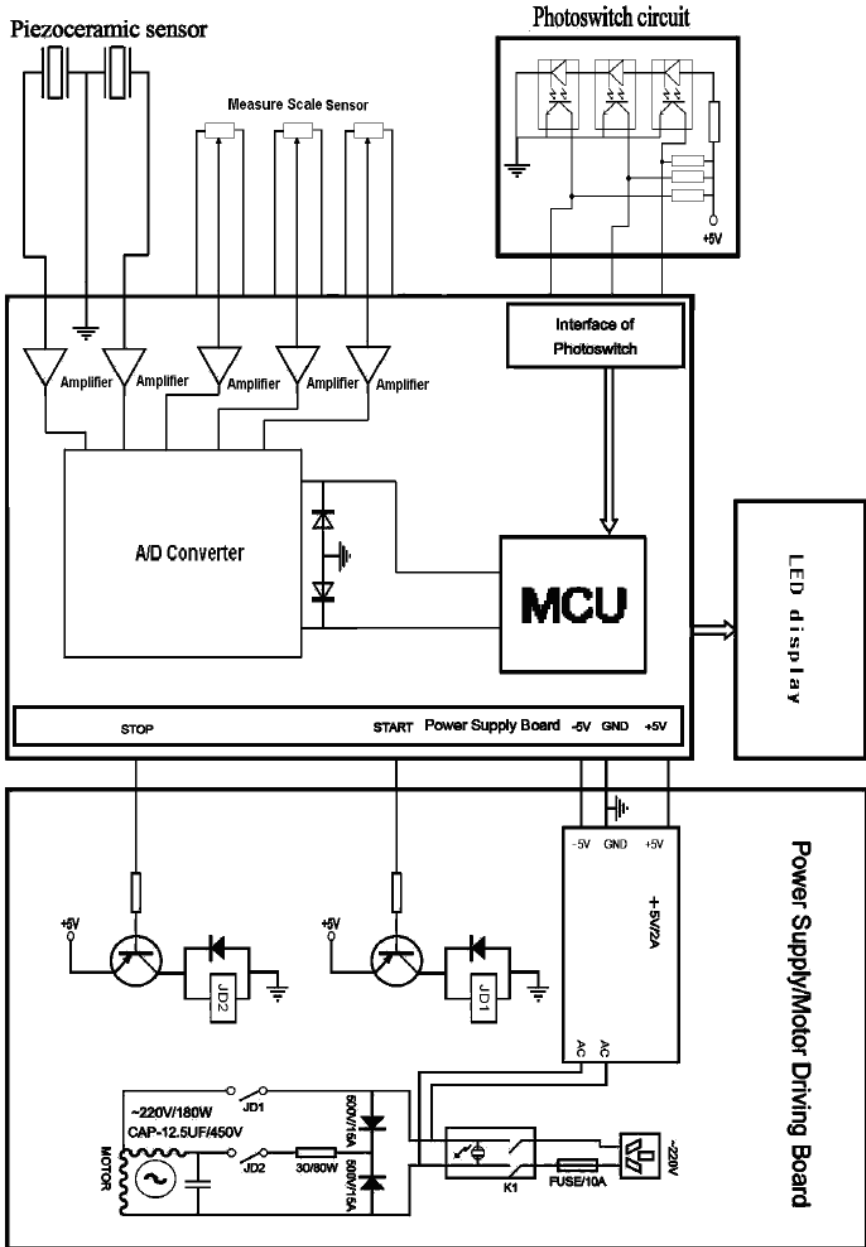 Piezoceramic sensor
Photoswitch circuit
Measure Scale Sensor
+5V
Interface of
Photoswitch
Amplifier
Amplifier
Amplifier
Amplifier
Amplifier
A/D Converter
MCU
LED display
STOP
START
Power Supply Board
-5V
GND
+5V
-5V
GND
+5V
+5V/2A
AC
AC
Power Supply/Motor Driving Board
+5V
JD2
+5V
JD1
~220V/180W
CAP-12.5UF/450V
MOTOR
JD1
JD2
30/80W
500V/15A
500V/15A
K1
FUSE/10A
~220V